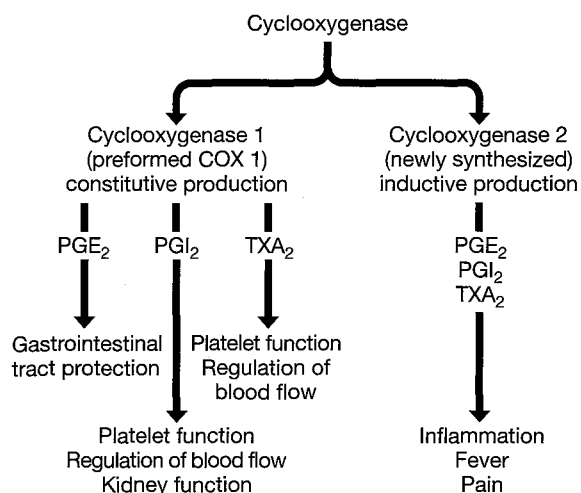 Cyclooxygenase
Cyclooxygenase 1
(preformed COX 1)
constitutive production
Cyclooxygenase 2
(newly synthesized)
inductive production
PGE₂
PGI₂
TXA₂
PGE₂
PGI₂
TXA₂
Gastrointestinal
tract protection
Platelet function
Regulation of
blood flow
Platelet function
Regulation of blood flow
Kidney function
Inflammation
Fever
Pain